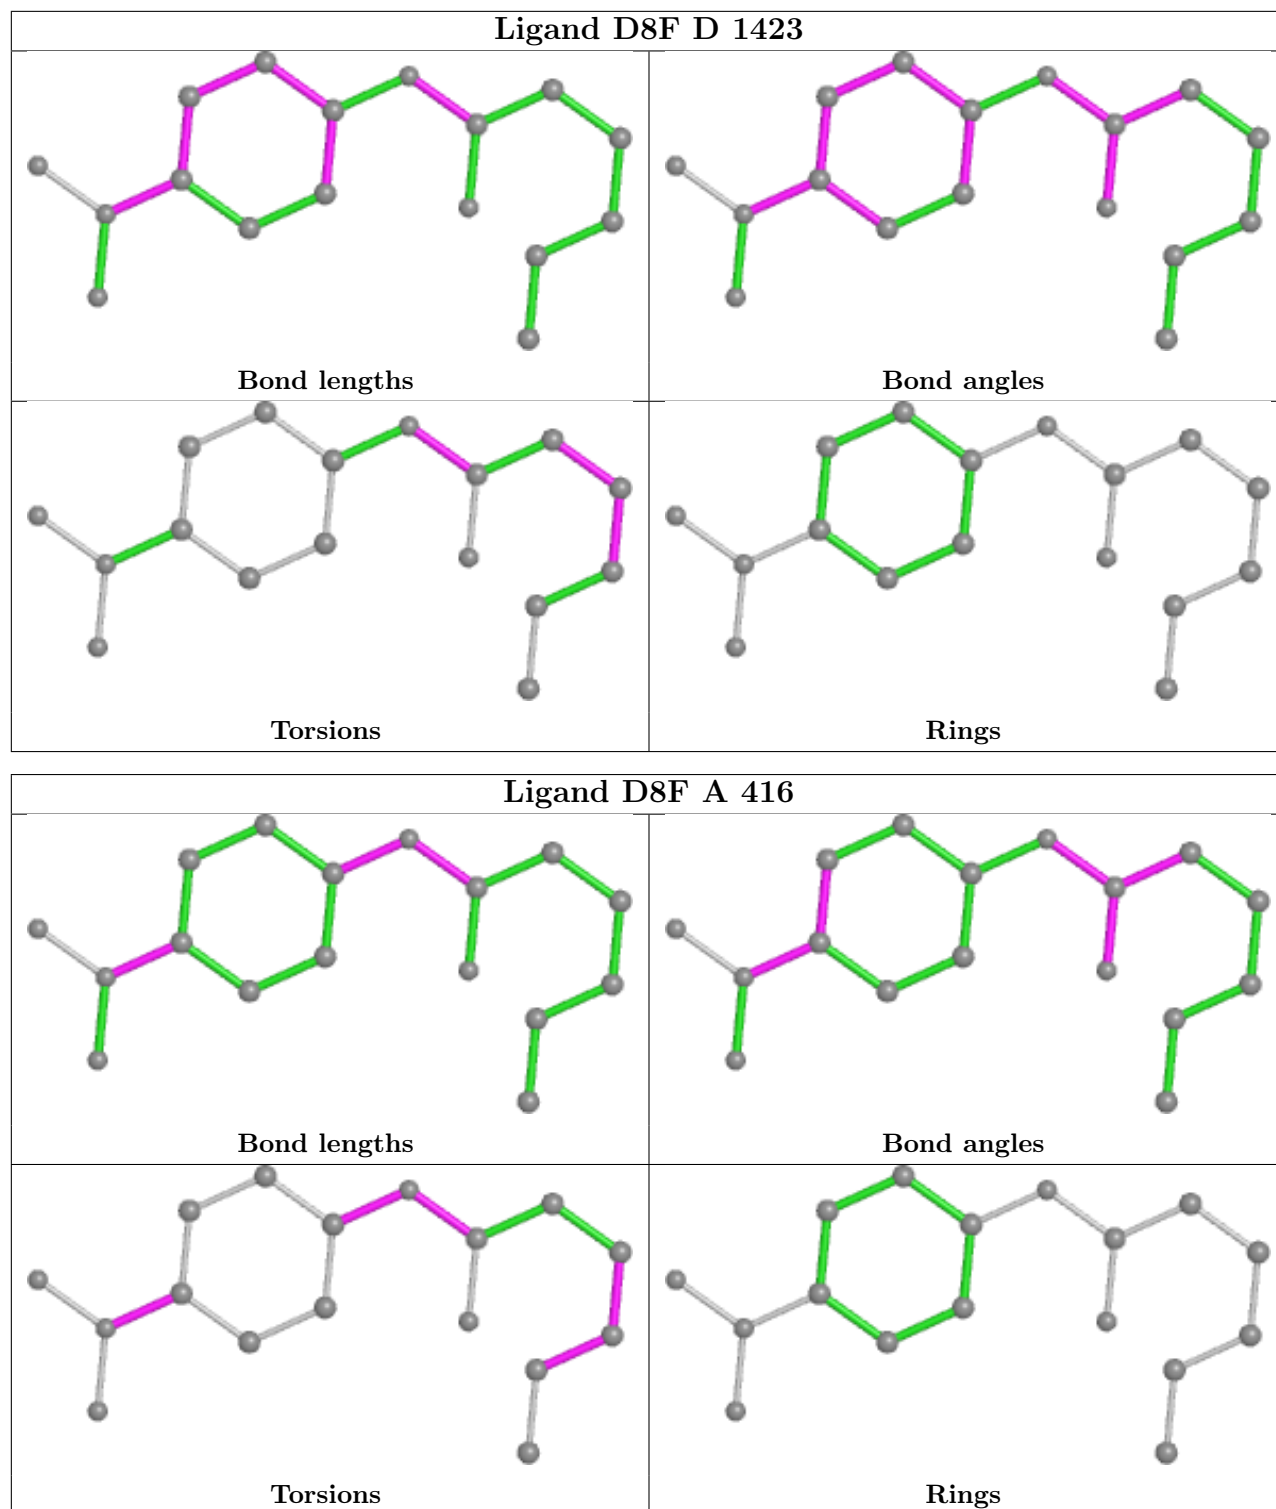 Ligand D8F D 1423
Bond lengths
Bond angles
Torsions
Rings
Ligand D8F A 416
Bond lengths
Bond angles
Torsions
Rings